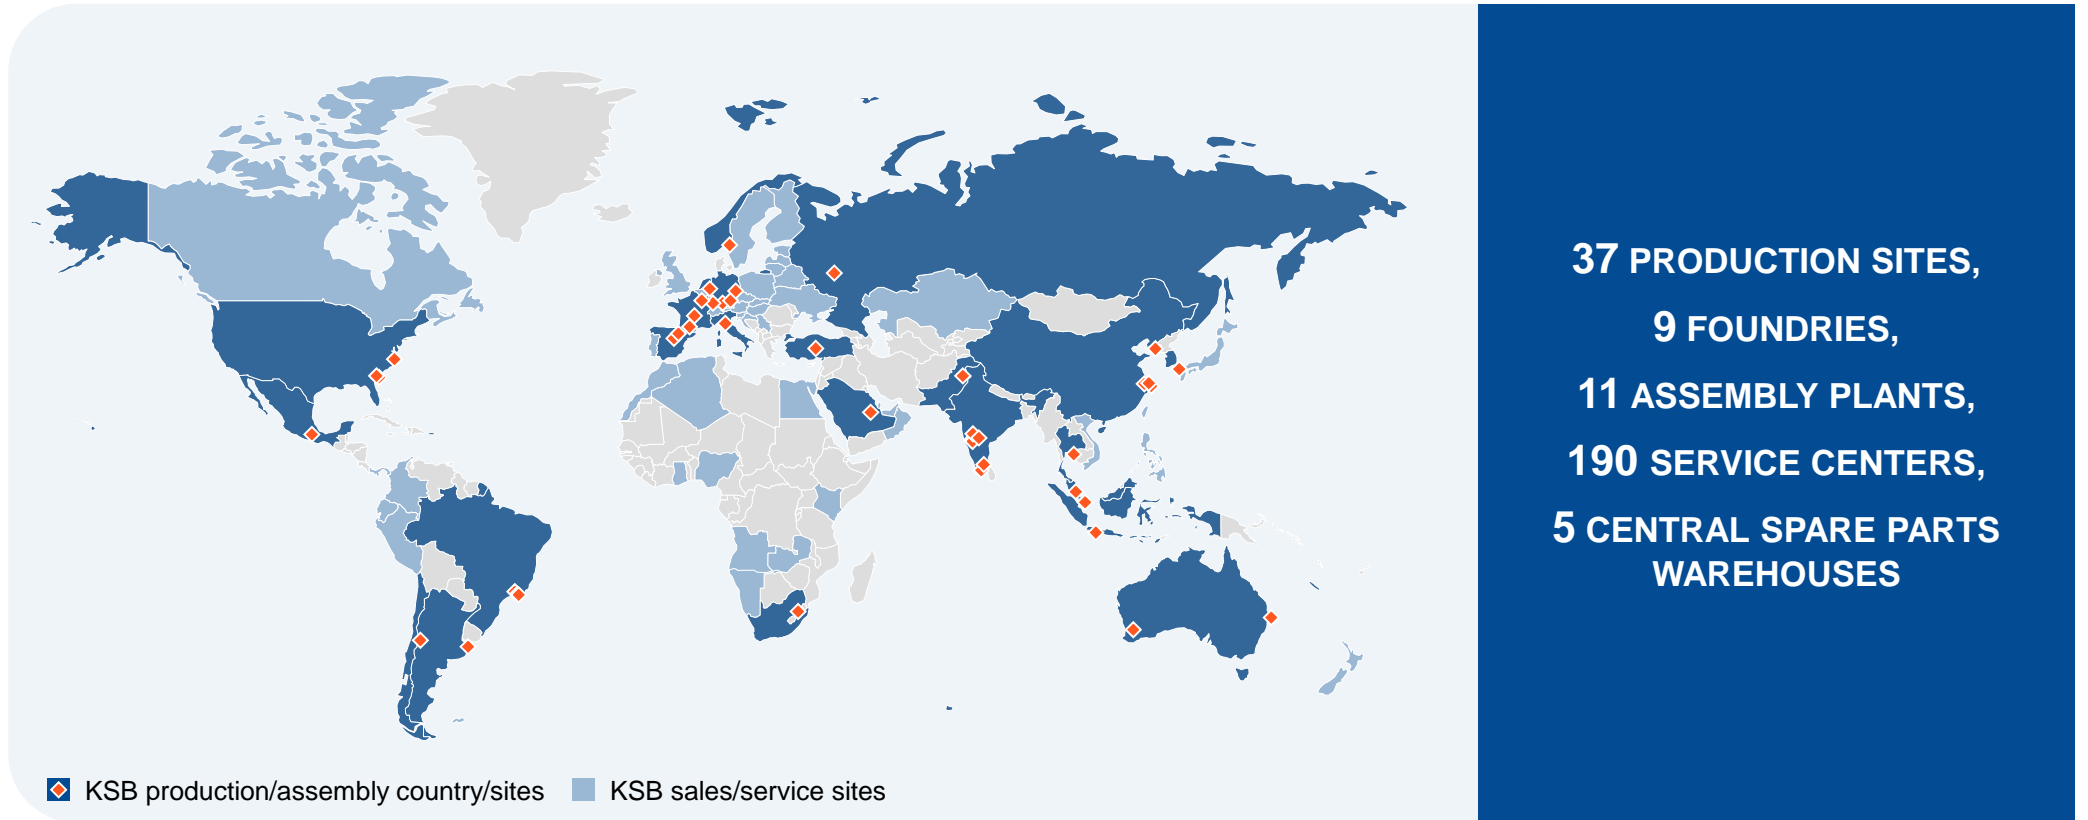 37 PRODUCTION SITES,
9 FOUNDRIES,
11 ASSEMBLY PLANTS,
190 SERVICE CENTERS,
5 CENTRAL SPARE PARTS
WAREHOUSES
KSB production/assembly country/sites
KSB sales/service sites